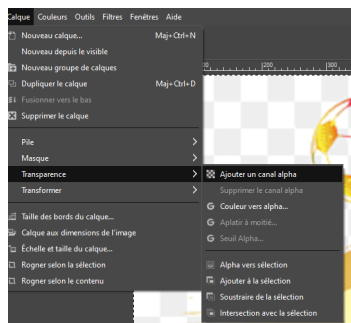 Calque Couleurs Outils Filtres Fenêtres Aide
Nouveau calque... Maj+Ctrl+N
Nouveau depuis le visible
Nouveau groupe de calques
Dupliquer le calque Maj+Ctrl+D
Fusionner vers le bas
Supprimer le calque
Pile
Masque
Transparence
Transformer
Taille des bords du calque...
Calque aux dimensions de l'image
Échelle et taille du calque...
Rogner selon la sélection
Rogner selon le contenu
200 300
Ajouter un canal alpha
Supprimer le canal alpha
Couleur vers alpha...
Aplatir à moitié...
Seuil Alpha...
Alpha vers sélection
Ajouter à la sélection
Soustraire de la sélection
Intersection avec la sélection